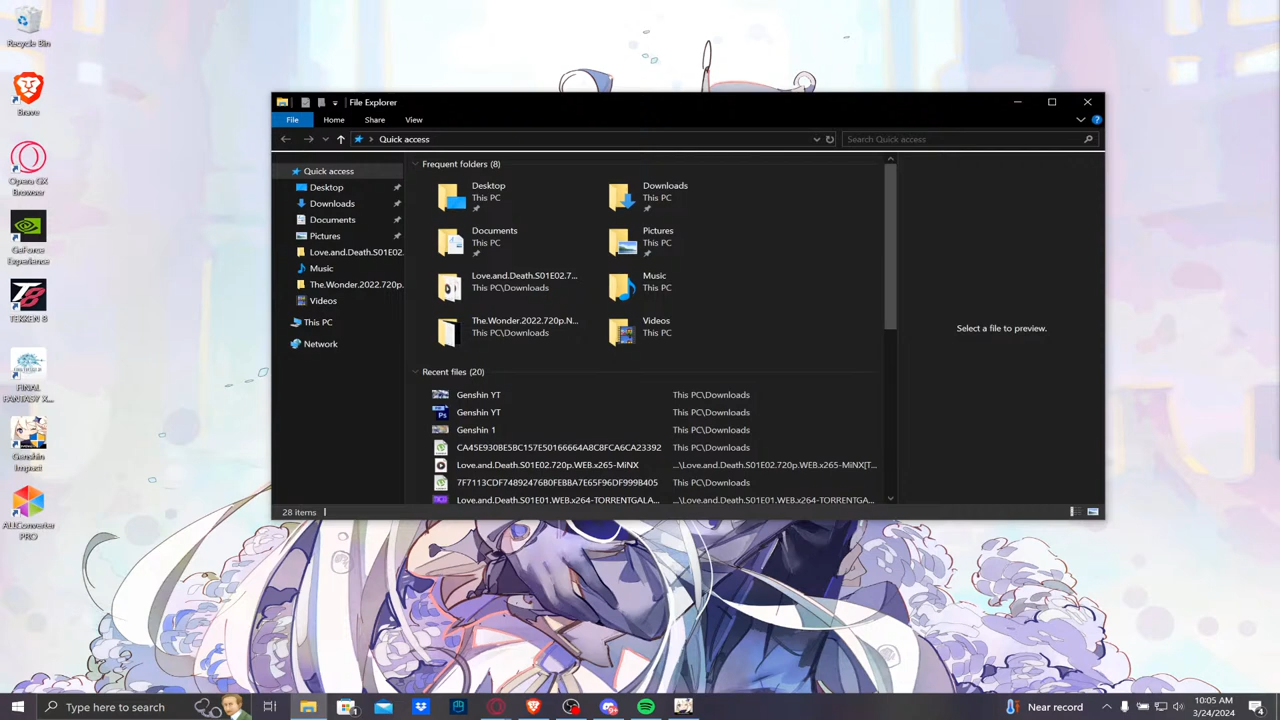 Recycle Bin
Brave
Opera GX
Browser
GeForce
Experience
TEKKEN 8
FINAL
FANTASY X...
Genshin
Impact
ALLConverter
PRO
File Explorer
File
Home
Share
View
Quick access
Search Quick access
Quick access
Desktop
Downloads
Documents
Pictures
Love.and.Death.S01E02.
Music
The.Wonder.2022.720p.
Videos
This PC
Network
Frequent folders (8)
Desktop
This PC
Downloads
This PC
Documents
This PC
Pictures
This PC
Love.and.Death.S01E02.7...
This PC\Downloads
Music
This PC
The.Wonder.2022.720p.N...
This PC\Downloads
Videos
This PC
Recent files (20)
Genshin YT This PC\Downloads
Genshin YT This PC\Downloads
Genshin 1 This PC\Downloads
CA45E930BE5BC157E50166664A8C8FCA6CA23392 This PC\Downloads
Love.and.Death.S01E02.720p.WEB.x265-MiNX ...\Love.and.Death.S01E02.720p.WEB.x265-MiNX[T...
7F7113CDF74892476B0FEBBA7E65F96DF999B405 This PC\Downloads
Love.and.Death.S01E01.WEB.x264-TORRENTGALA... ...\Love.and.Death.S01E01.WEB.x264-TORRENTGA...
Select a file to preview.
28 items
Type here to search
Near record
10:05 AM
3/24/2024